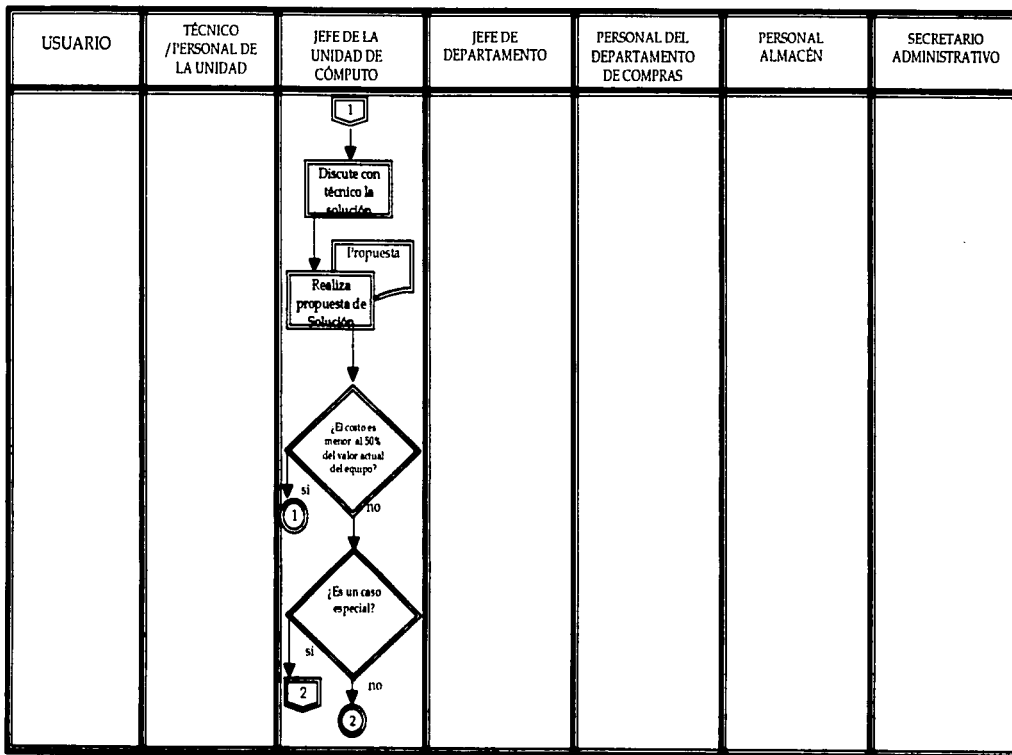 USUARIO
TÉCNICO
/PERSONAL DE
LA UNIDAD
JEFE DE LA
UNIDAD DE
CÓMPUTO
JEFE DE
DEPARTAMENTO
PERSONAL DEL
DEPARTAMENTO
DE COMPRAS
PERSONAL
ALMACÉN
SECRETARIO
ADMINISTRATIVO
1
Discute con
técnico la
solución
Propuesta
Realiza
propuesta de
Solución
¿El costo es
menor al 50%
del valor actual
del equipo?
si
1
no
¿Es un caso
especial?
si
2
no
2